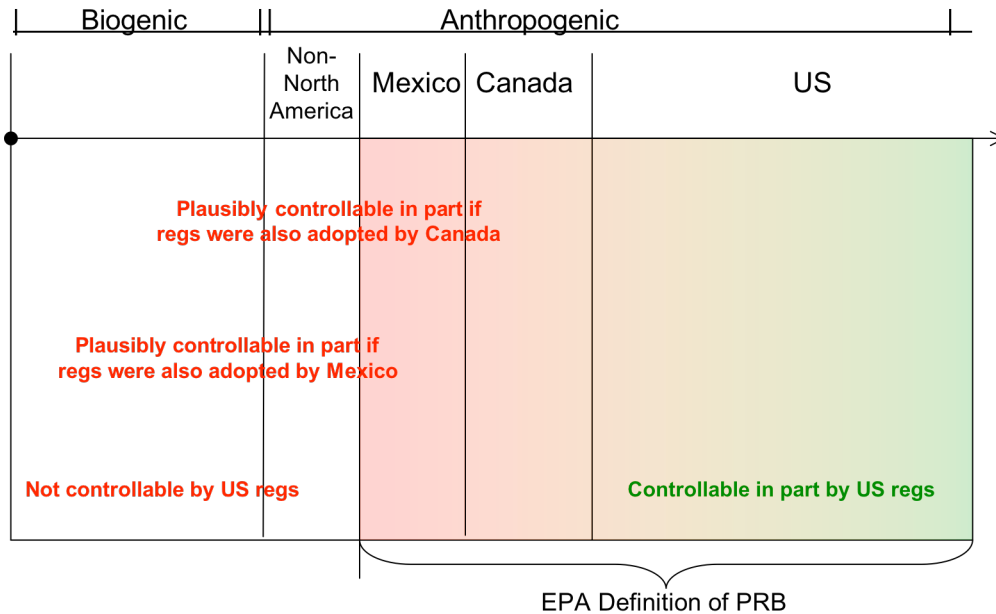 Biogenic
Anthropogenic
Non-
North
America
Mexico
Canada
US
Plausibly controllable in part if
regs were also adopted by Canada
Plausibly controllable in part if
regs were also adopted by Mexico
Not controllable by US regs
Controllable in part by US regs
EPA Definition of PRB